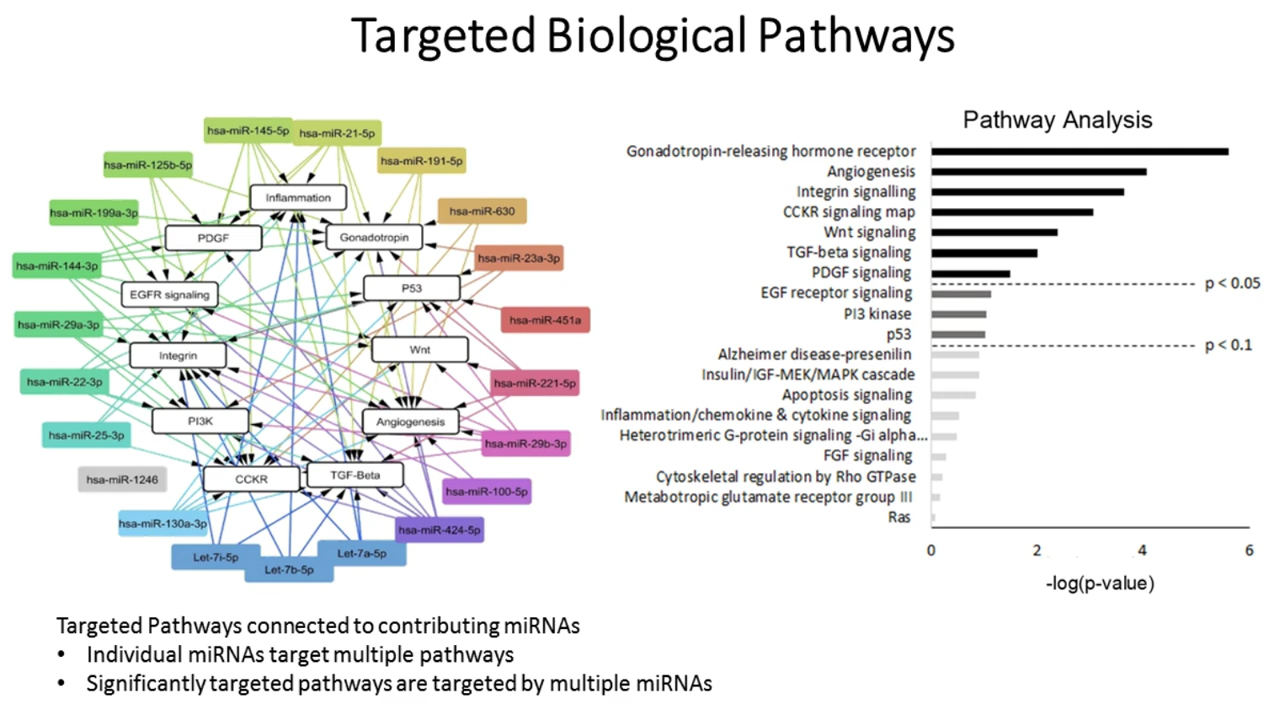 Targeted Biological Pathways
hsa-miR-145-5p
hsa-miR-21-5p
hsa-miR-125b-5p
hsa-miR-191-5p
Inflammation
hsa-miR-199a-3p
hsa-miR-630
PDGF
Gonadotropin
hsa-miR-144-3p
hsa-miR-23a-3p
EGFR signaling
P53
hsa-miR-29a-3p
hsa-miR-451a
Integrin
Wnt
hsa-miR-22-3p
hsa-miR-221-5p
PI3K
Angiogenesis
hsa-miR-25-3p
hsa-miR-29b-3p
hsa-miR-1246
CCKR
TGF-Beta
hsa-miR-100-5p
hsa-miR-130a-3p
hsa-miR-424-5p
Let-7i-5p
Let-7b-5p
Let-7a-5p
Pathway Analysis
Gonadotropin-releasing hormone receptor
Angiogenesis
Integrin signalling
CCKR signaling map
Wnt signaling
TGF-beta signaling
PDGF signaling
p < 0.05
EGF receptor signaling
PI3 kinase
p53
p < 0.1
Alzheimer disease-presenilin
Insulin/IGF-MEK/MAPK cascade
Apoptosis signaling
Inflammation/chemokine & cytokine signaling
Heterotrimeric G-protein signaling -Gi alpha...
FGF signaling
Cytoskeletal regulation by Rho GTPase
Metabotropic glutamate receptor group III
Ras
0 2 4 6
-log(p-value)
Targeted Pathways connected to contributing miRNAs
• Individual miRNAs target multiple pathways
• Significantly targeted pathways are targeted by multiple miRNAs